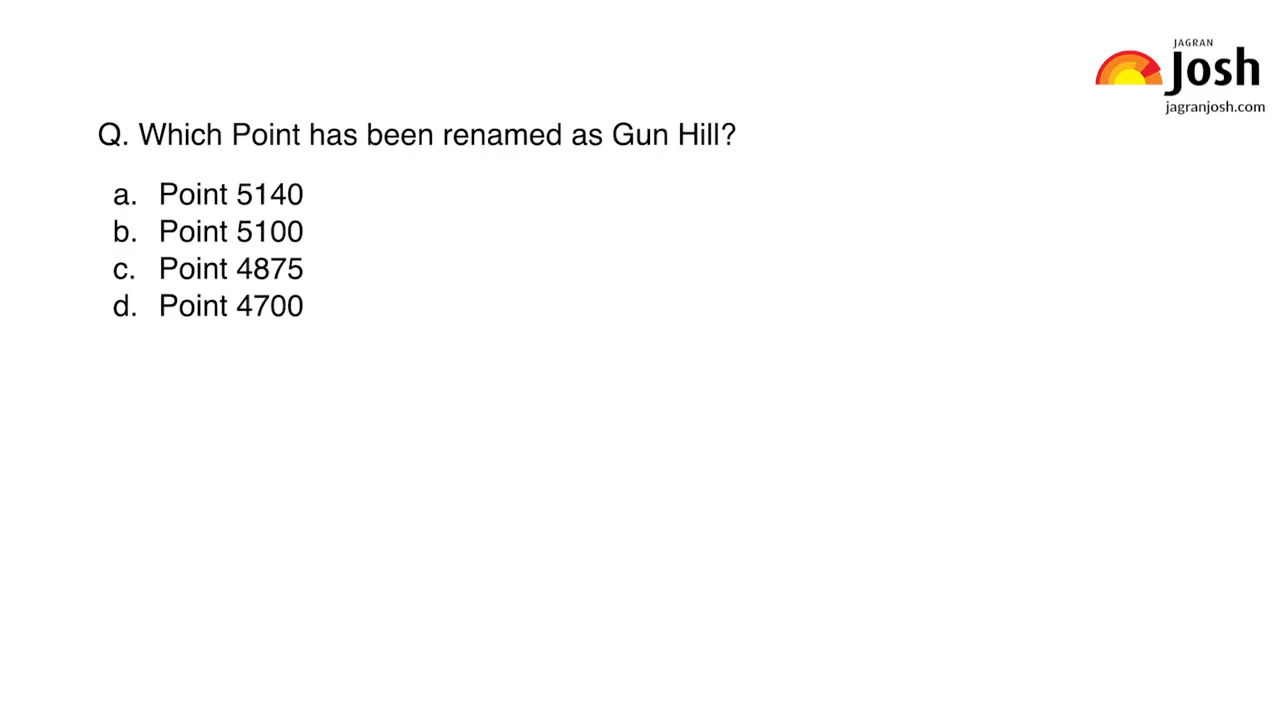 JAGRAN
Josh
jagranjosh.com
Q. Which Point has been renamed as Gun Hill?
a. Point 5140
b. Point 5100
c. Point 4875
d. Point 4700